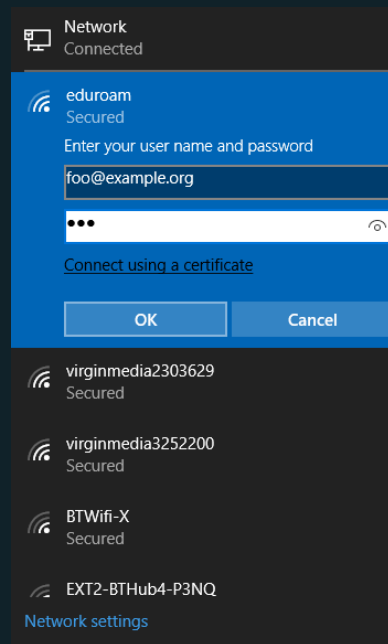 Network
Connected
eduroam
Secured
Enter your user name and password
foo@example.org
•••
Connect using a certificate
OK Cancel
virginmedia2303629
Secured
virginmedia3252200
Secured
BTWifi-X
Secured
EXT2-BTHub4-P3NQ
Network settings